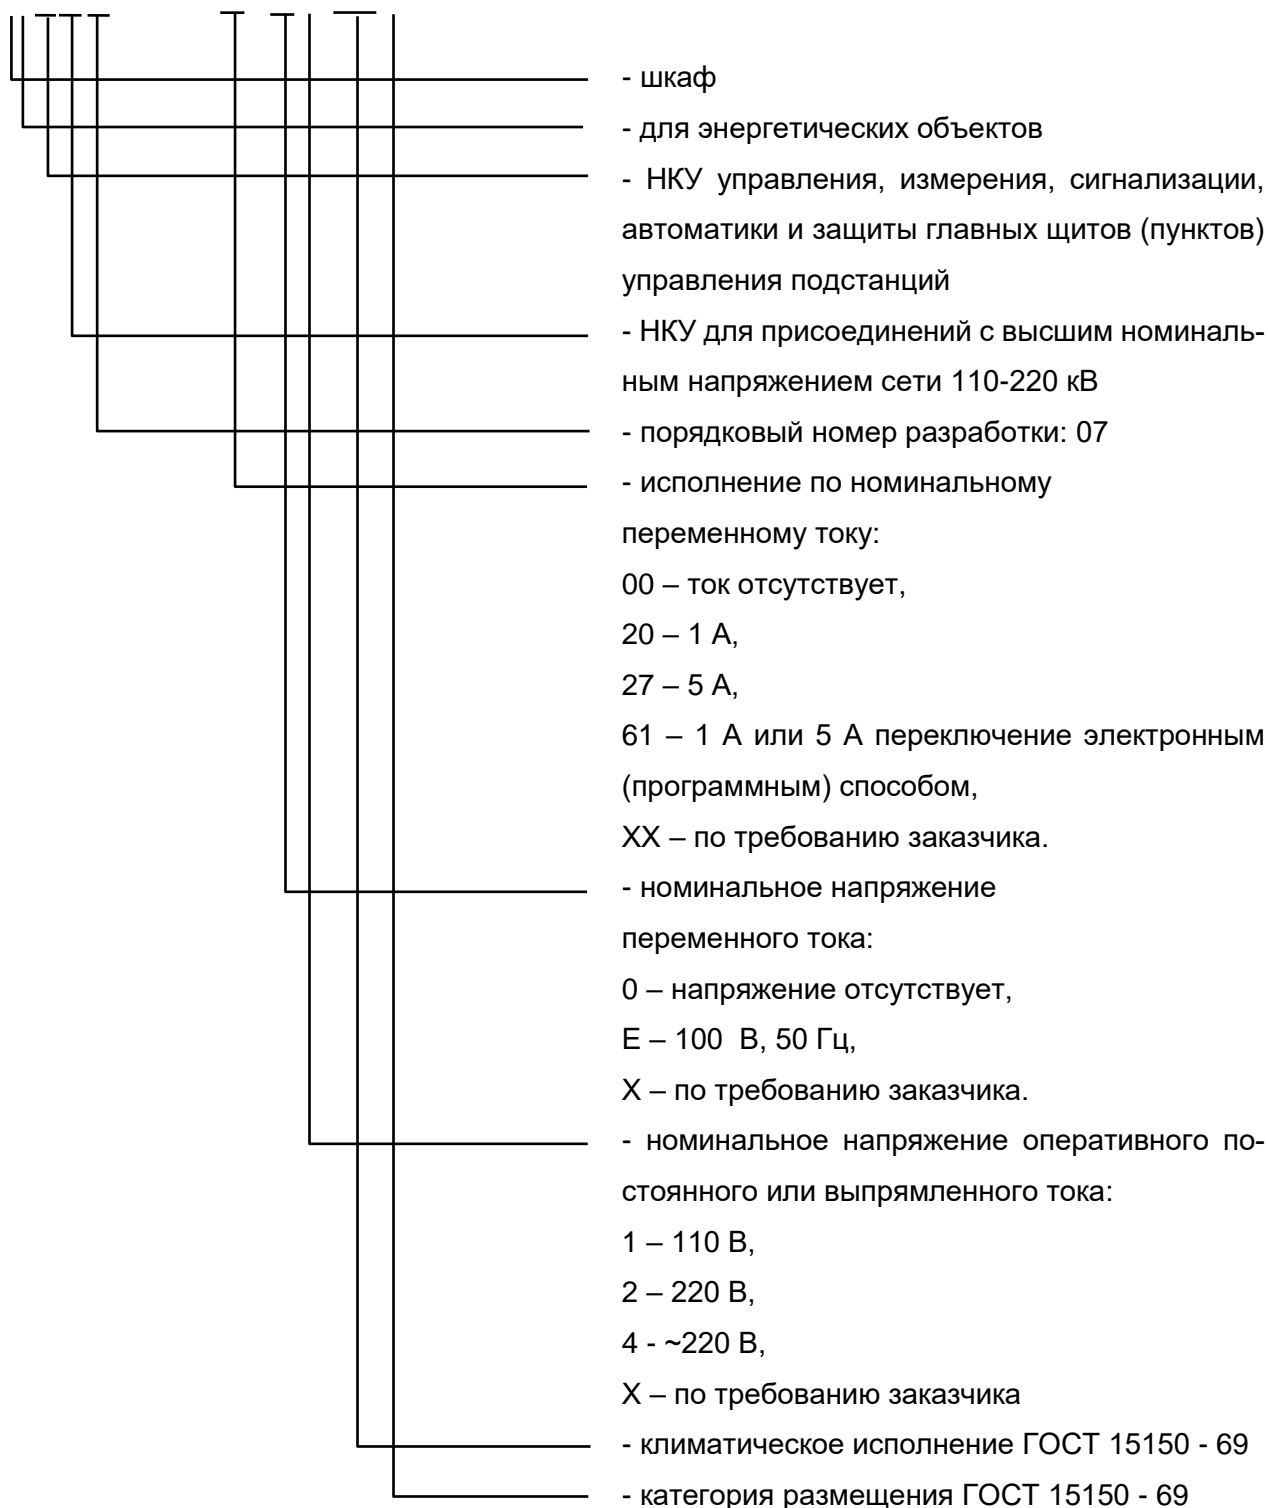 - шкаф
- для энергетических объектов
- НКУ управления, измерения, сигнализации,
автоматики и защиты главных щитов (пунктов)
управления подстанций
- НКУ для присоединений с высшим номиналь-
ным напряжением сети 110-220 кВ
- порядковый номер разработки: 07
- исполнение по номинальному
переменному току:
00 – ток отсутствует,
20 – 1 А,
27 – 5 А,
61 – 1 А или 5 А переключение электронным
(программным) способом,
ХХ – по требованию заказчика.
- номинальное напряжение
переменного тока:
0 – напряжение отсутствует,
Е – 100 В, 50 Гц,
Х – по требованию заказчика.
- номинальное напряжение оперативного по-
стоянного или выпрямленного тока:
1 – 110 В,
2 – 220 В,
4 - ~220 В,
Х – по требованию заказчика
- климатическое исполнение ГОСТ 15150 - 69
- категория размещения ГОСТ 15150 - 69